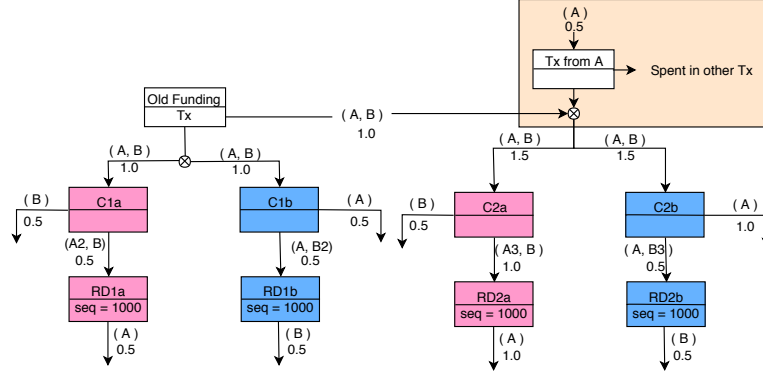 ( A )
0.5
Tx from A
Spent in other Tx
Old Funding
Tx
( A, B )
1.0
( A, B )
1.0
( A, B )
1.0
( A, B )
1.5
( A, B )
1.5
( B )
0.5
C1a
C1b
( A )
0.5
( B )
0.5
C2a
C2b
( A )
1.0
(A2, B)
0.5
(A, B2)
0.5
(A3, B )
1.0
( A, B3)
0.5
RD1a
seq = 1000
RD1b
seq = 1000
RD2a
seq = 1000
RD2b
seq = 1000
( A )
0.5
( B )
0.5
( A )
1.0
( B )
0.5